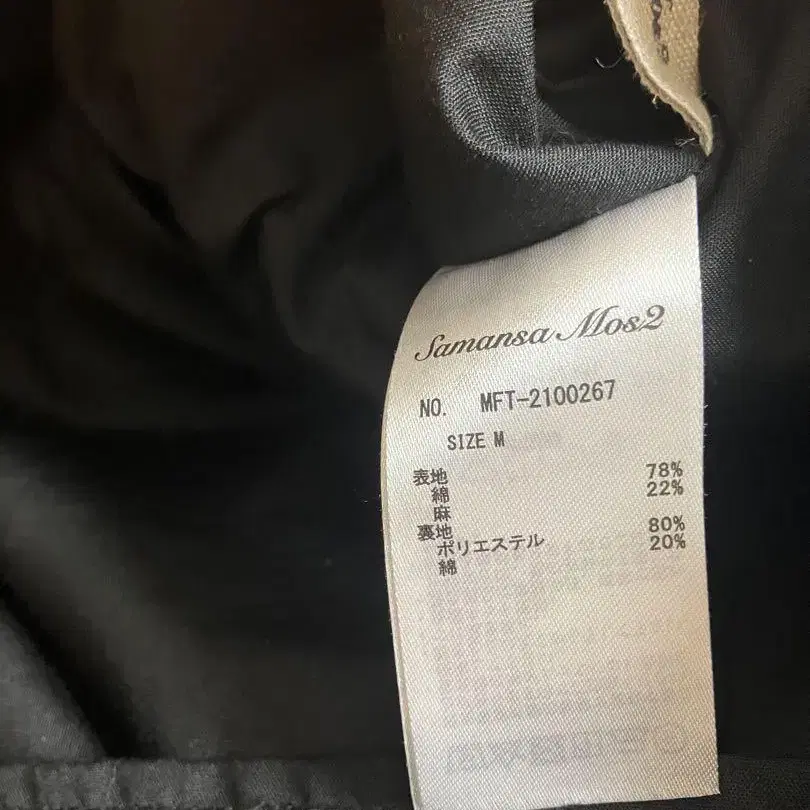 Samansa Mos2
NO. MFT-2100267
SIZE M
表地
綿 78%
麻 22%
裏地
ポリエステル 80%
綿 20%